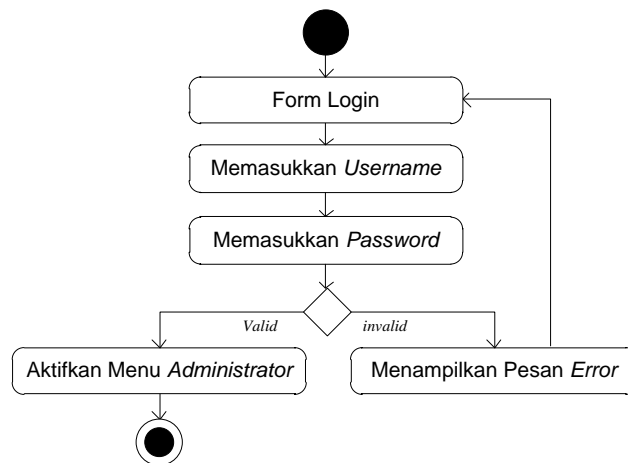 Form Login
Memasukkan Username
Memasukkan Password
Valid
invalid
Aktifkan Menu Administrator
Menampilkan Pesan Error